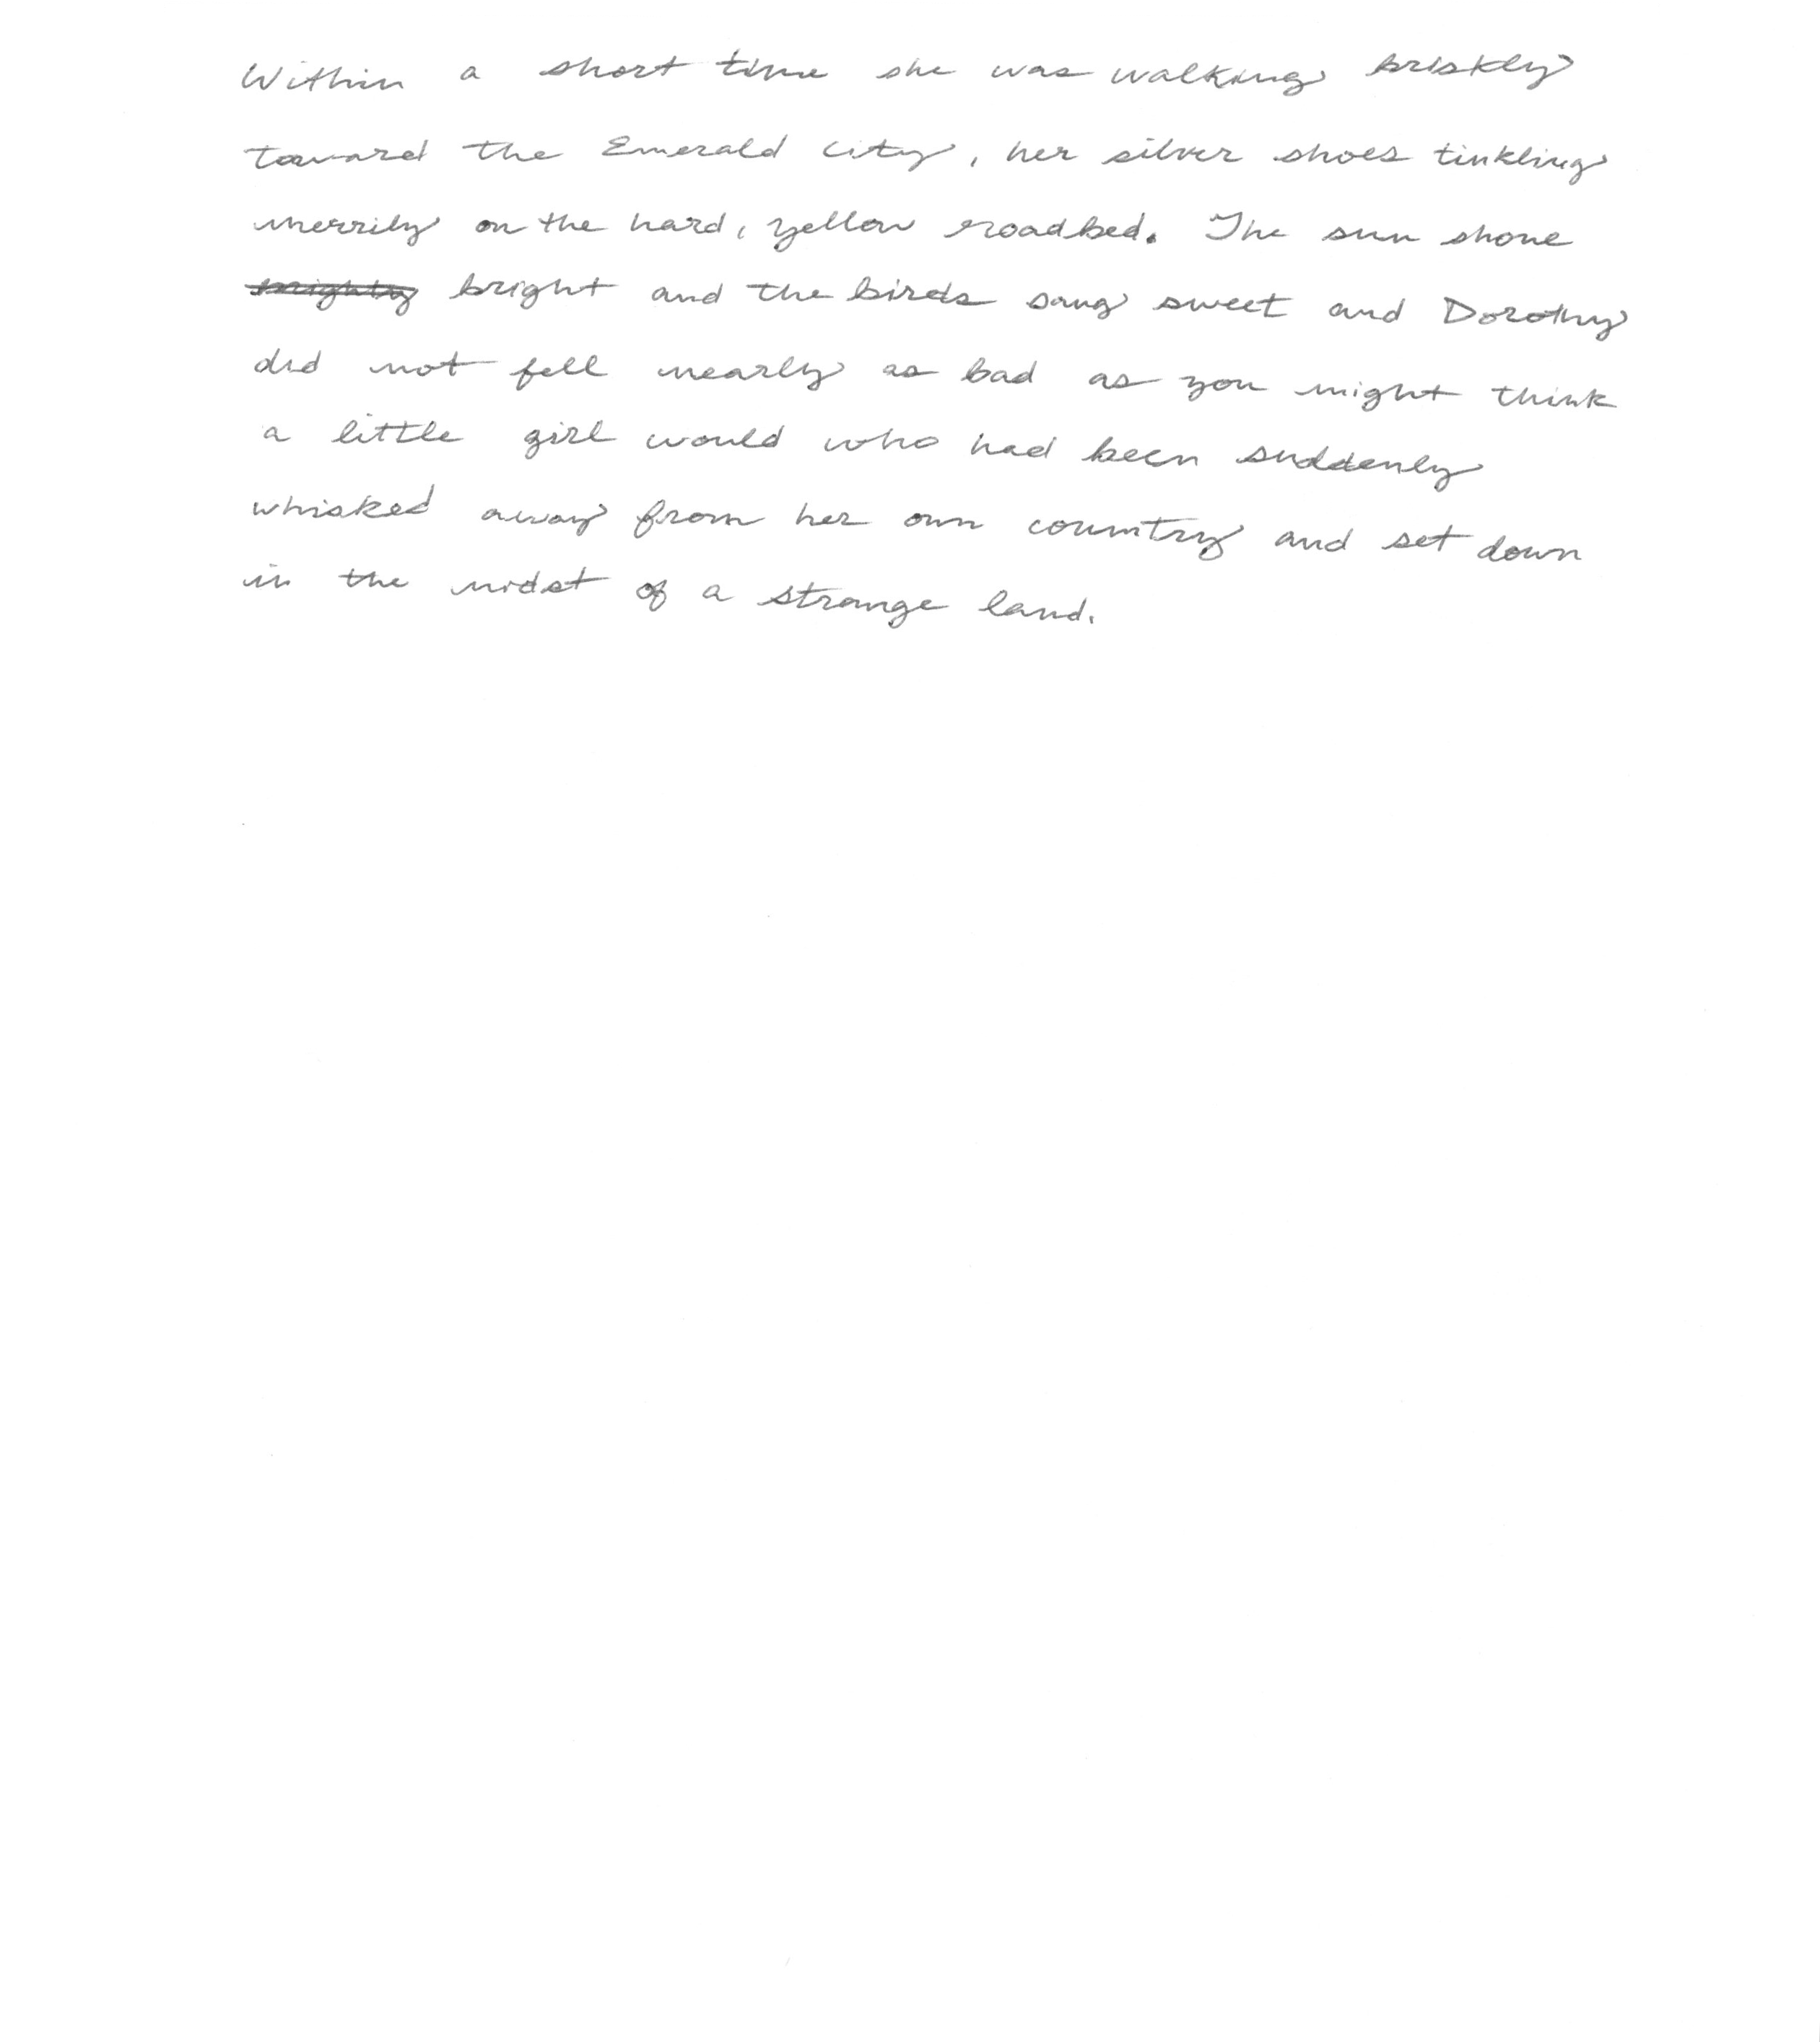 Within a short time she was walking briskly
toward the Emerald City, her silver shoes tinkling
merrily on the hard, yellow roadbed. The sun shone
bright and the birds sang sweet and Dorothy
did not fell nearly as bad as you might think
a little girl would who had been suddenly
whisked away from her own country and set down
in the midst of a strange land.